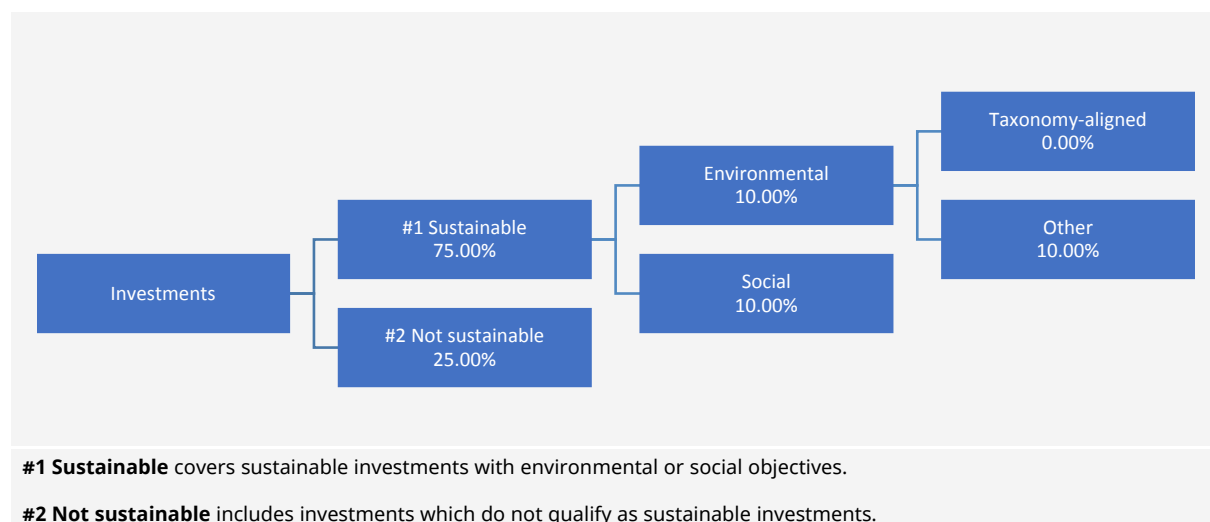 Investments
#1 Sustainable
75.00%
#2 Not sustainable
25.00%
Environmental
10.00%
Social
10.00%
Taxonomy-aligned
0.00%
Other
10.00%
#1 Sustainable covers sustainable investments with environmental or social objectives.
#2 Not sustainable includes investments which do not qualify as sustainable investments.